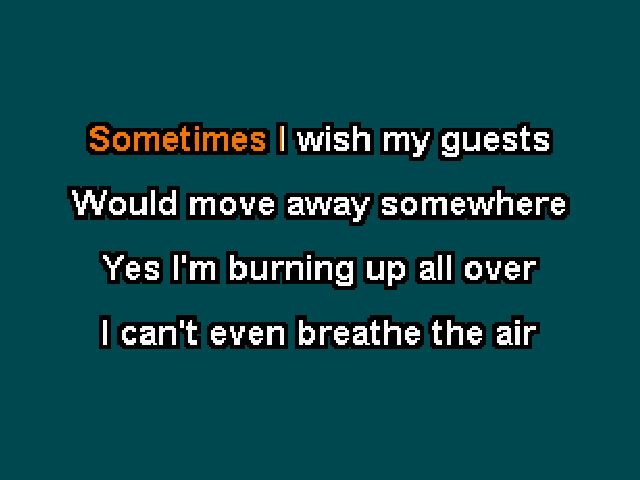 Sometimes I wish my guests
Would move away somewhere
Yes I'm burning up all over
I can't even breathe the air